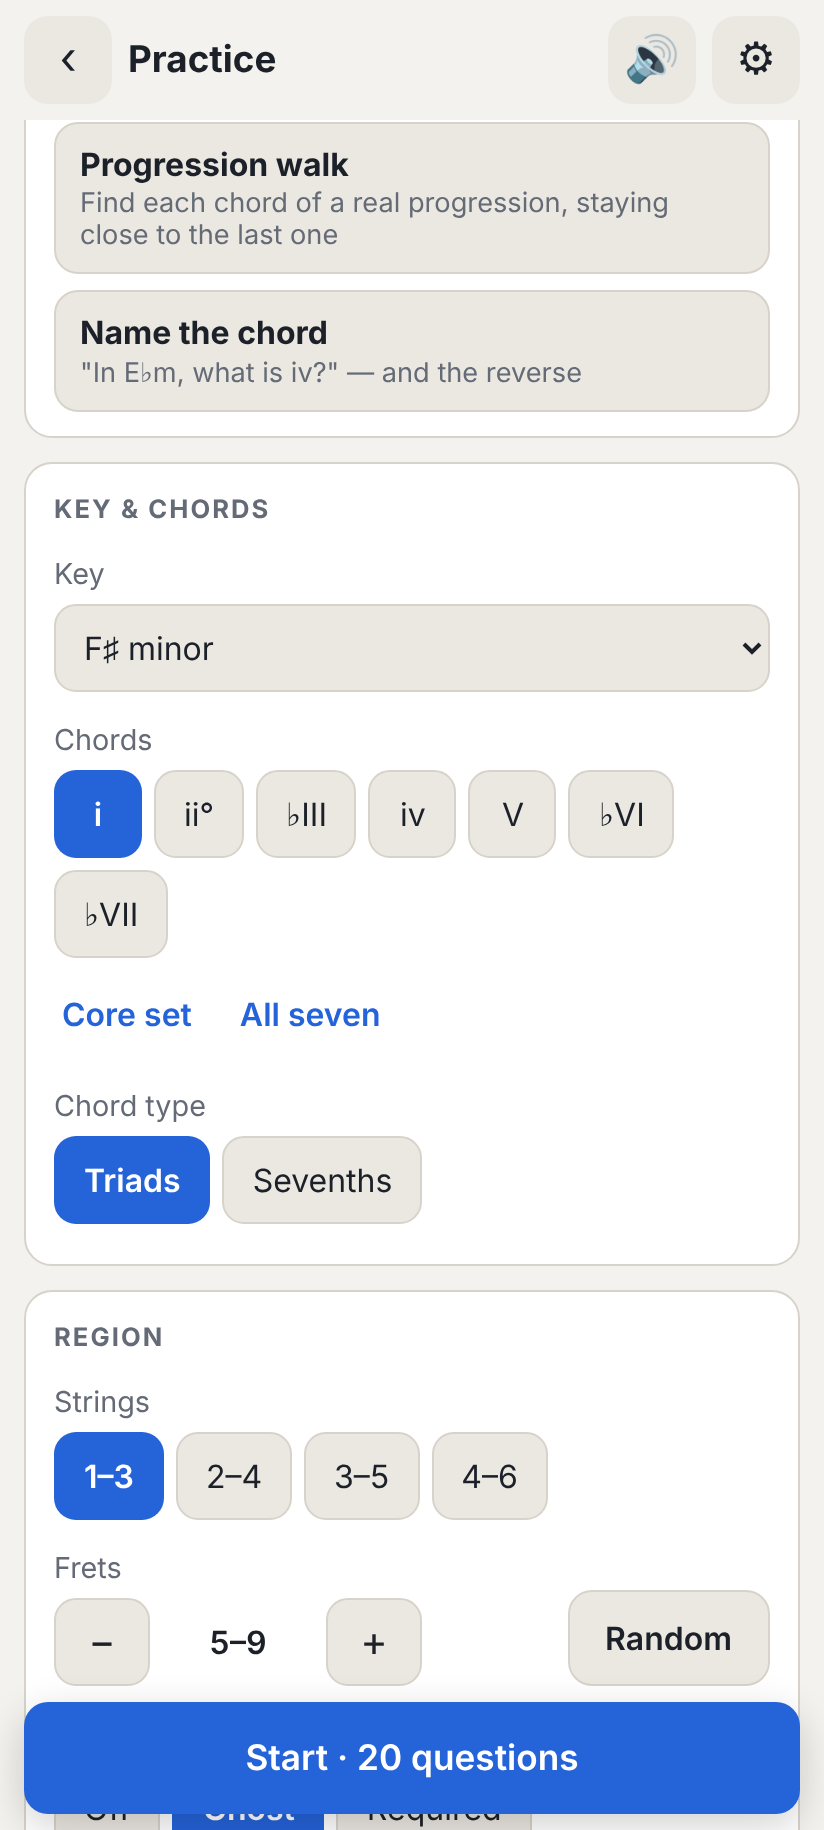 ‹ Practice
Progression walk
Find each chord of a real progression, staying
close to the last one
Name the chord
"In E♭m, what is iv?" — and the reverse
KEY & CHORDS
Key
F♯ minor
Chords
i ii° ♭III iv V ♭VI
♭VII
Core set All seven
Chord type
Triads Sevenths
REGION
Strings
1–3 2–4 3–5 4–6
Frets
− 5–9 + Random
Start · 20 questions
Off Ghost Required